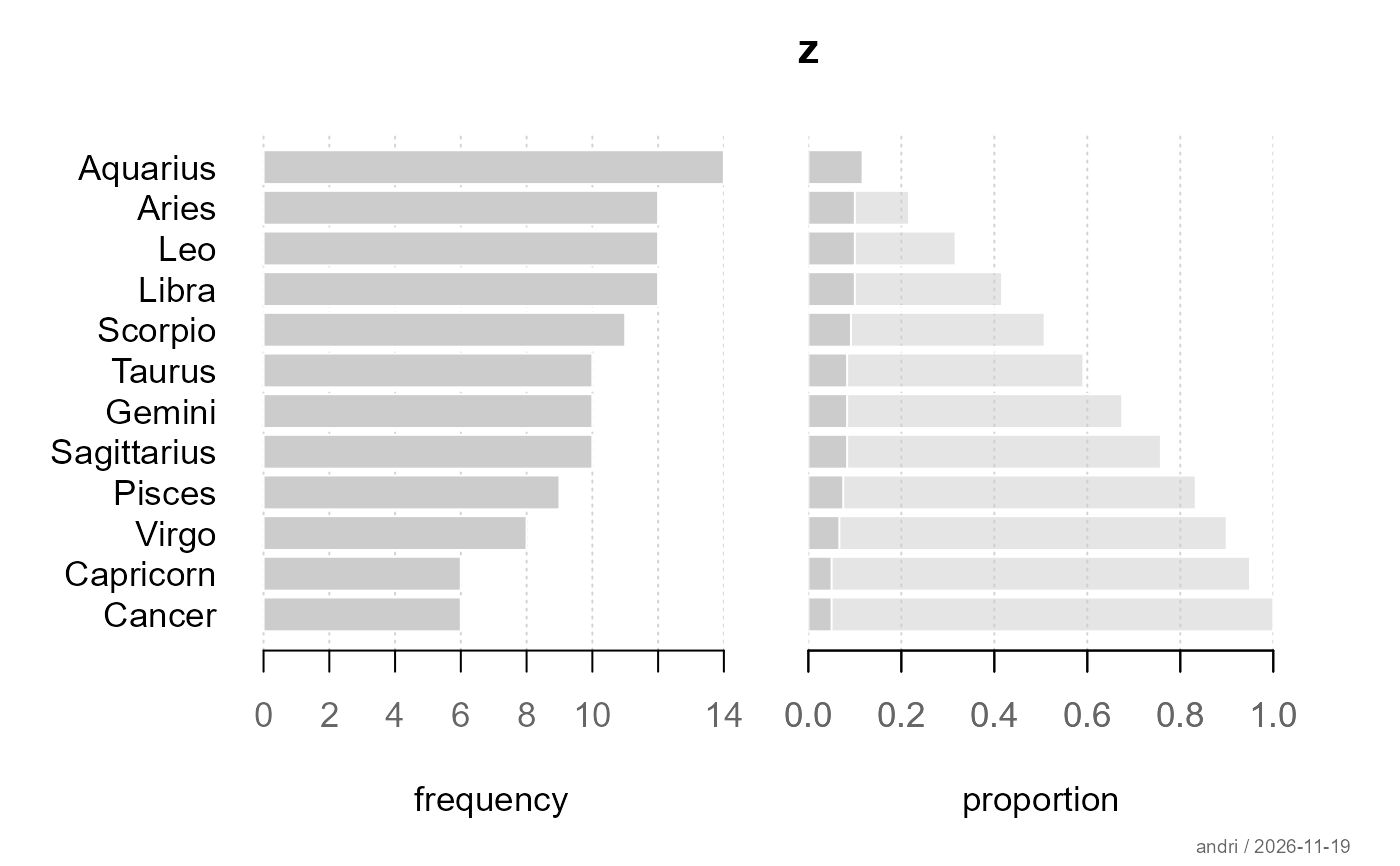 z
Aquarius
Aries
Leo
Libra
Scorpio
Taurus
Gemini
Sagittarius
Pisces
Virgo
Capricorn
Cancer
0 2 4 6 8 10 14
0.0 0.2 0.4 0.6 0.8 1.0
frequency
proportion
andri / 2026-11-19